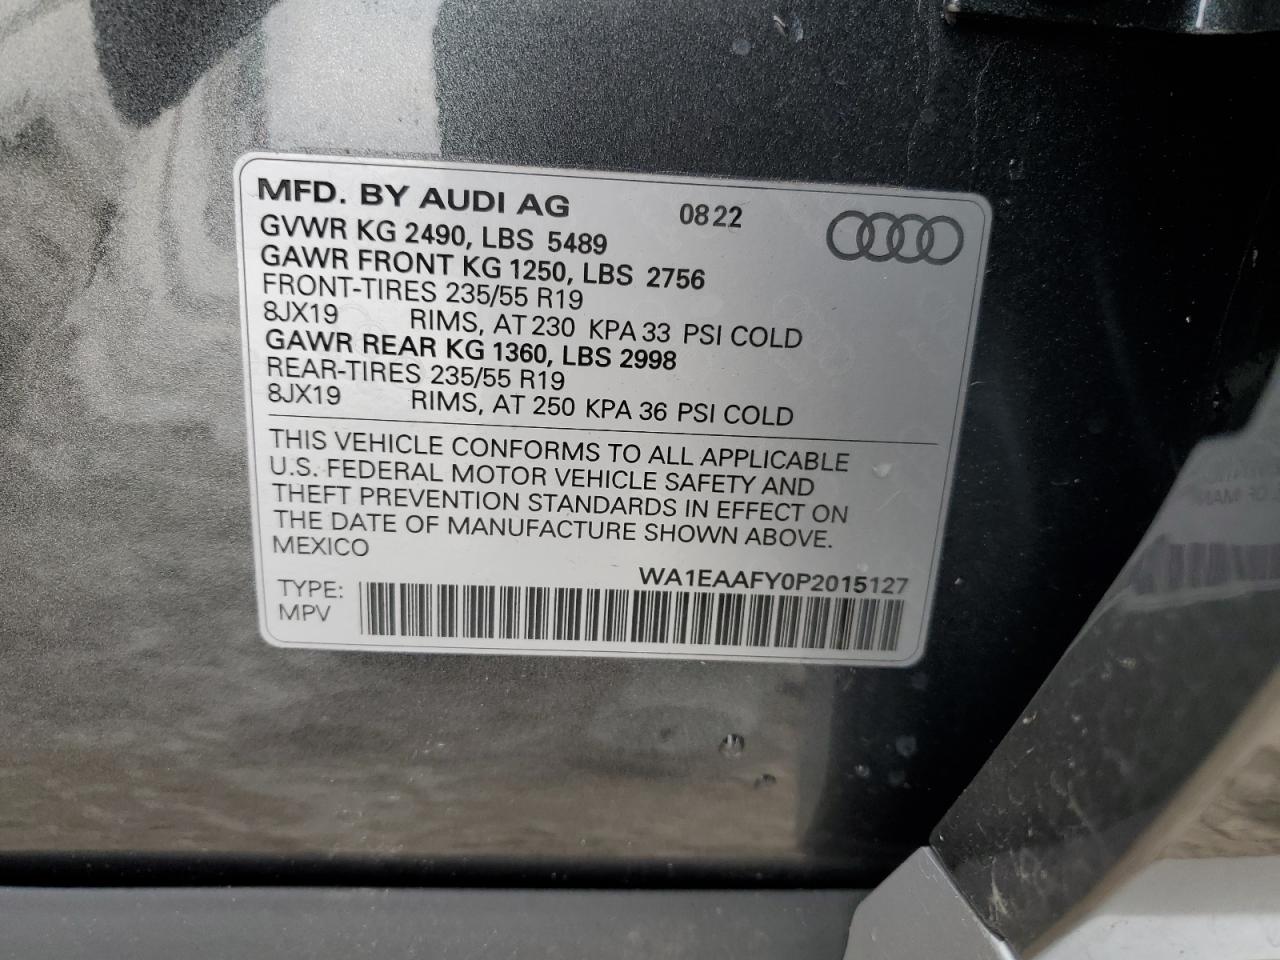 MFD. BY AUDI AG 0822
GVWR KG 2490, LBS 5489
GAWR FRONT KG 1250, LBS 2756
FRONT-TIRES 235/55 R19
8JX19 RIMS, AT 230 KPA 33 PSI COLD
GAWR REAR KG 1360, LBS 2998
REAR-TIRES 235/55 R19
8JX19 RIMS, AT 250 KPA 36 PSI COLD
THIS VEHICLE CONFORMS TO ALL APPLICABLE
U.S. FEDERAL MOTOR VEHICLE SAFETY AND
THEFT PREVENTION STANDARDS IN EFFECT ON
THE DATE OF MANUFACTURE SHOWN ABOVE.
MEXICO
WA1EAAFY0P2015127
TYPE:
MPV